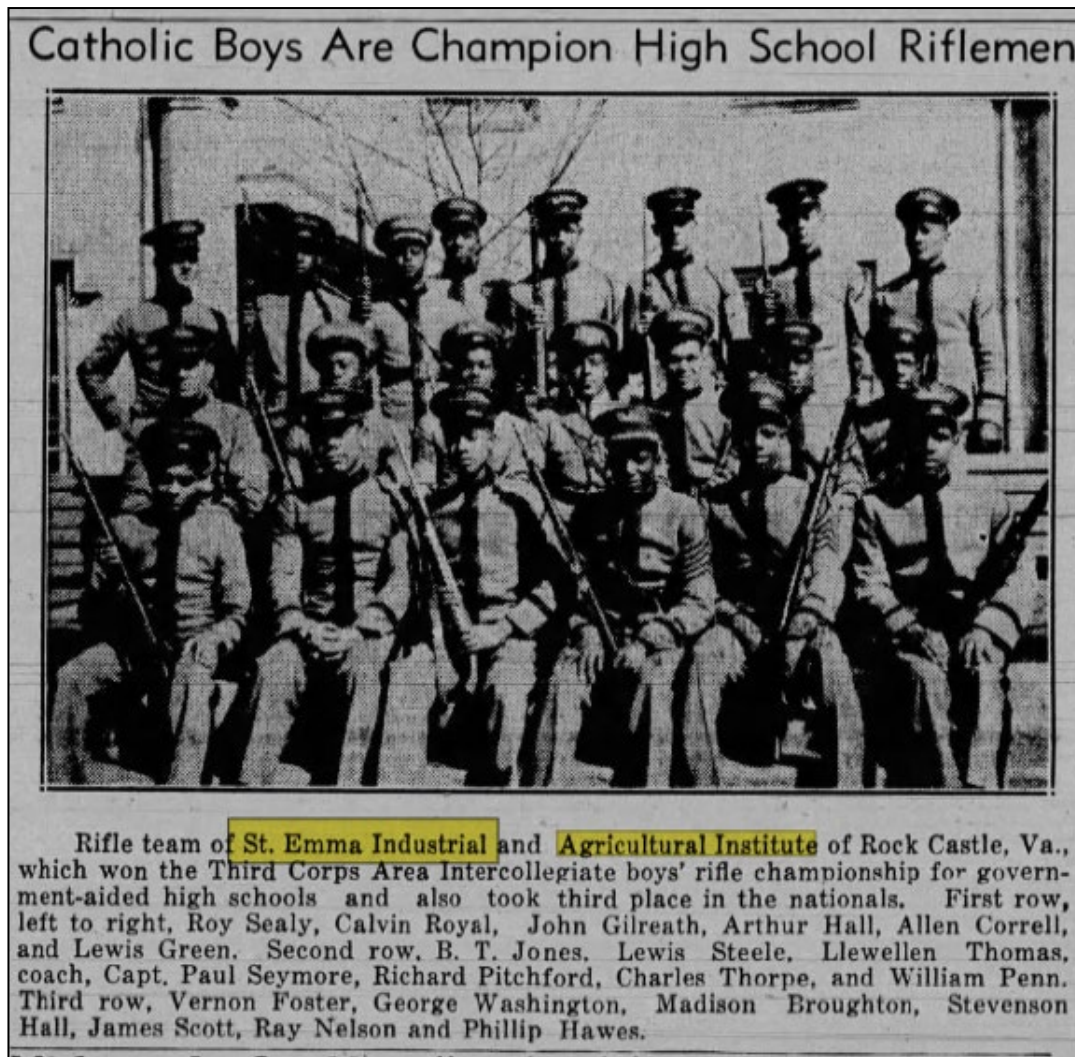 Catholic Boys Are Champion High School Riflemen
Rifle team of St. Emma Industrial and Agricultural Institute of Rock Castle, Va.,
which won the Third Corps Area Intercollegiate boys' rifle championship for govern-
ment-aided high schools and also took third place in the nationals. First row,
left to right, Roy Sealy, Calvin Royal, John Gilreath, Arthur Hall, Allen Correll,
and Lewis Green. Second row, B. T. Jones, Lewis Steele, Llewellen Thomas,
coach, Capt. Paul Seymore, Richard Pitchford, Charles Thorpe, and William Penn.
Third row, Vernon Foster, George Washington, Madison Broughton, Stevenson
Hall, James Scott, Ray Nelson and Phillip Hawes.